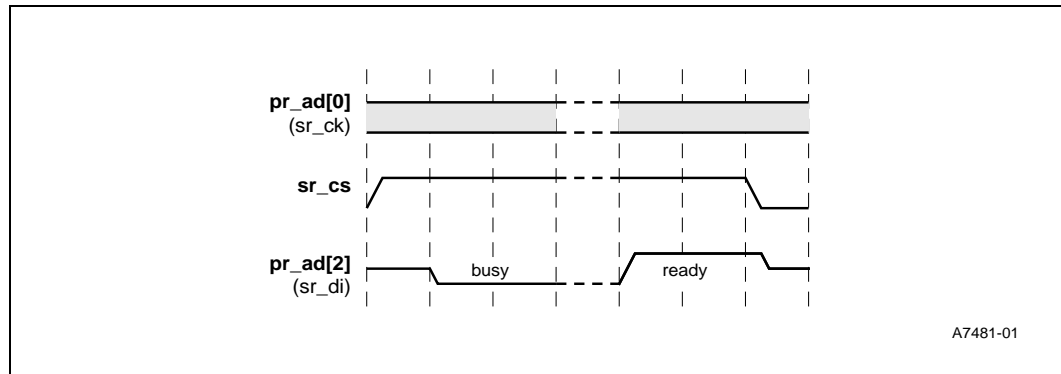 pr_ad[0]
(sr_ck)
sr_cs
pr_ad[2]
busy
ready
(sr_di)
A7481-01